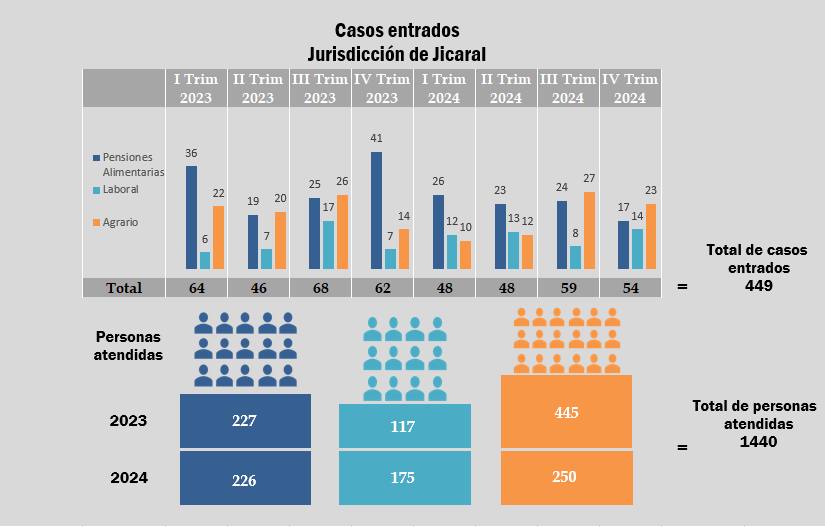 Casos entrados
Jurisdicción de Jicaral
I Trim 2023 II Trim 2023 III Trim 2023 IV Trim 2023 I Trim 2024 II Trim 2024 III Trim 2024 IV Trim 2024
Pensiones Alimentarias
Laboral
Agrario
36 6 22
19 7 20
25 17 26
41 7 14
26 12 10
23 13 12
24 8 27
17 14 23
Total 64 46 68 62 48 48 59 54
=
Total de casos
entrados
449
Personas
atendidas
2023 227 117 445
2024 226 175 250
=
Total de personas
atendidas
1440